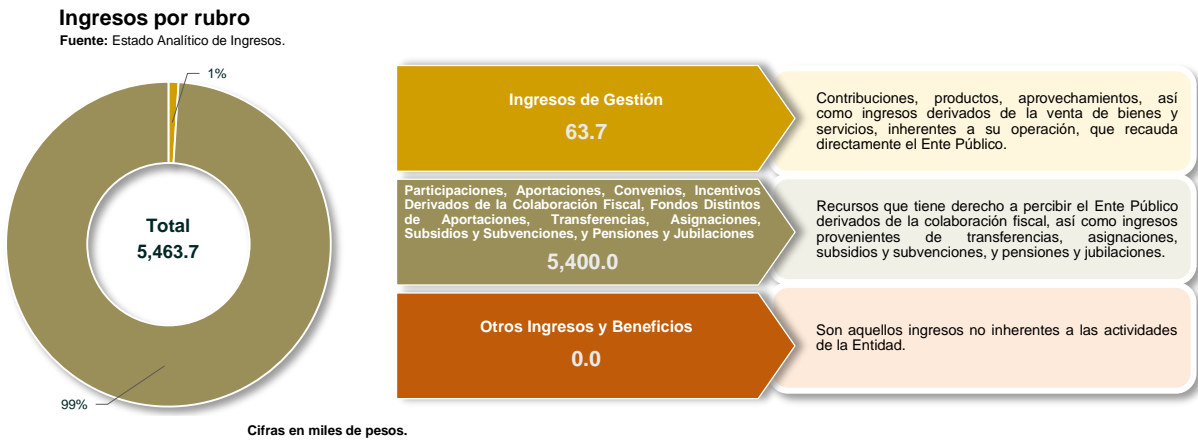 Ingresos por rubro
Fuente: Estado Analítico de Ingresos.
1%
Total
5,463.7
99%
Ingresos de Gestión
63.7
Contribuciones, productos, aprovechamientos, así
como ingresos derivados de la venta de bienes y
servicios, inherentes a su operación, que recauda
directamente el Ente Público.
Participaciones, Aportaciones, Convenios, Incentivos
Derivados de la Colaboración Fiscal, Fondos Distintos
de Aportaciones, Transferencias, Asignaciones,
Subsidios y Subvenciones, y Pensiones y Jubilaciones
5,400.0
Recursos que tiene derecho a percibir el Ente Público
derivados de la colaboración fiscal, así como ingresos
provenientes de transferencias, asignaciones,
subsidios y subvenciones, y pensiones y jubilaciones.
Otros Ingresos y Beneficios
0.0
Son aquellos ingresos no inherentes a las actividades
de la Entidad.
Cifras en miles de pesos.